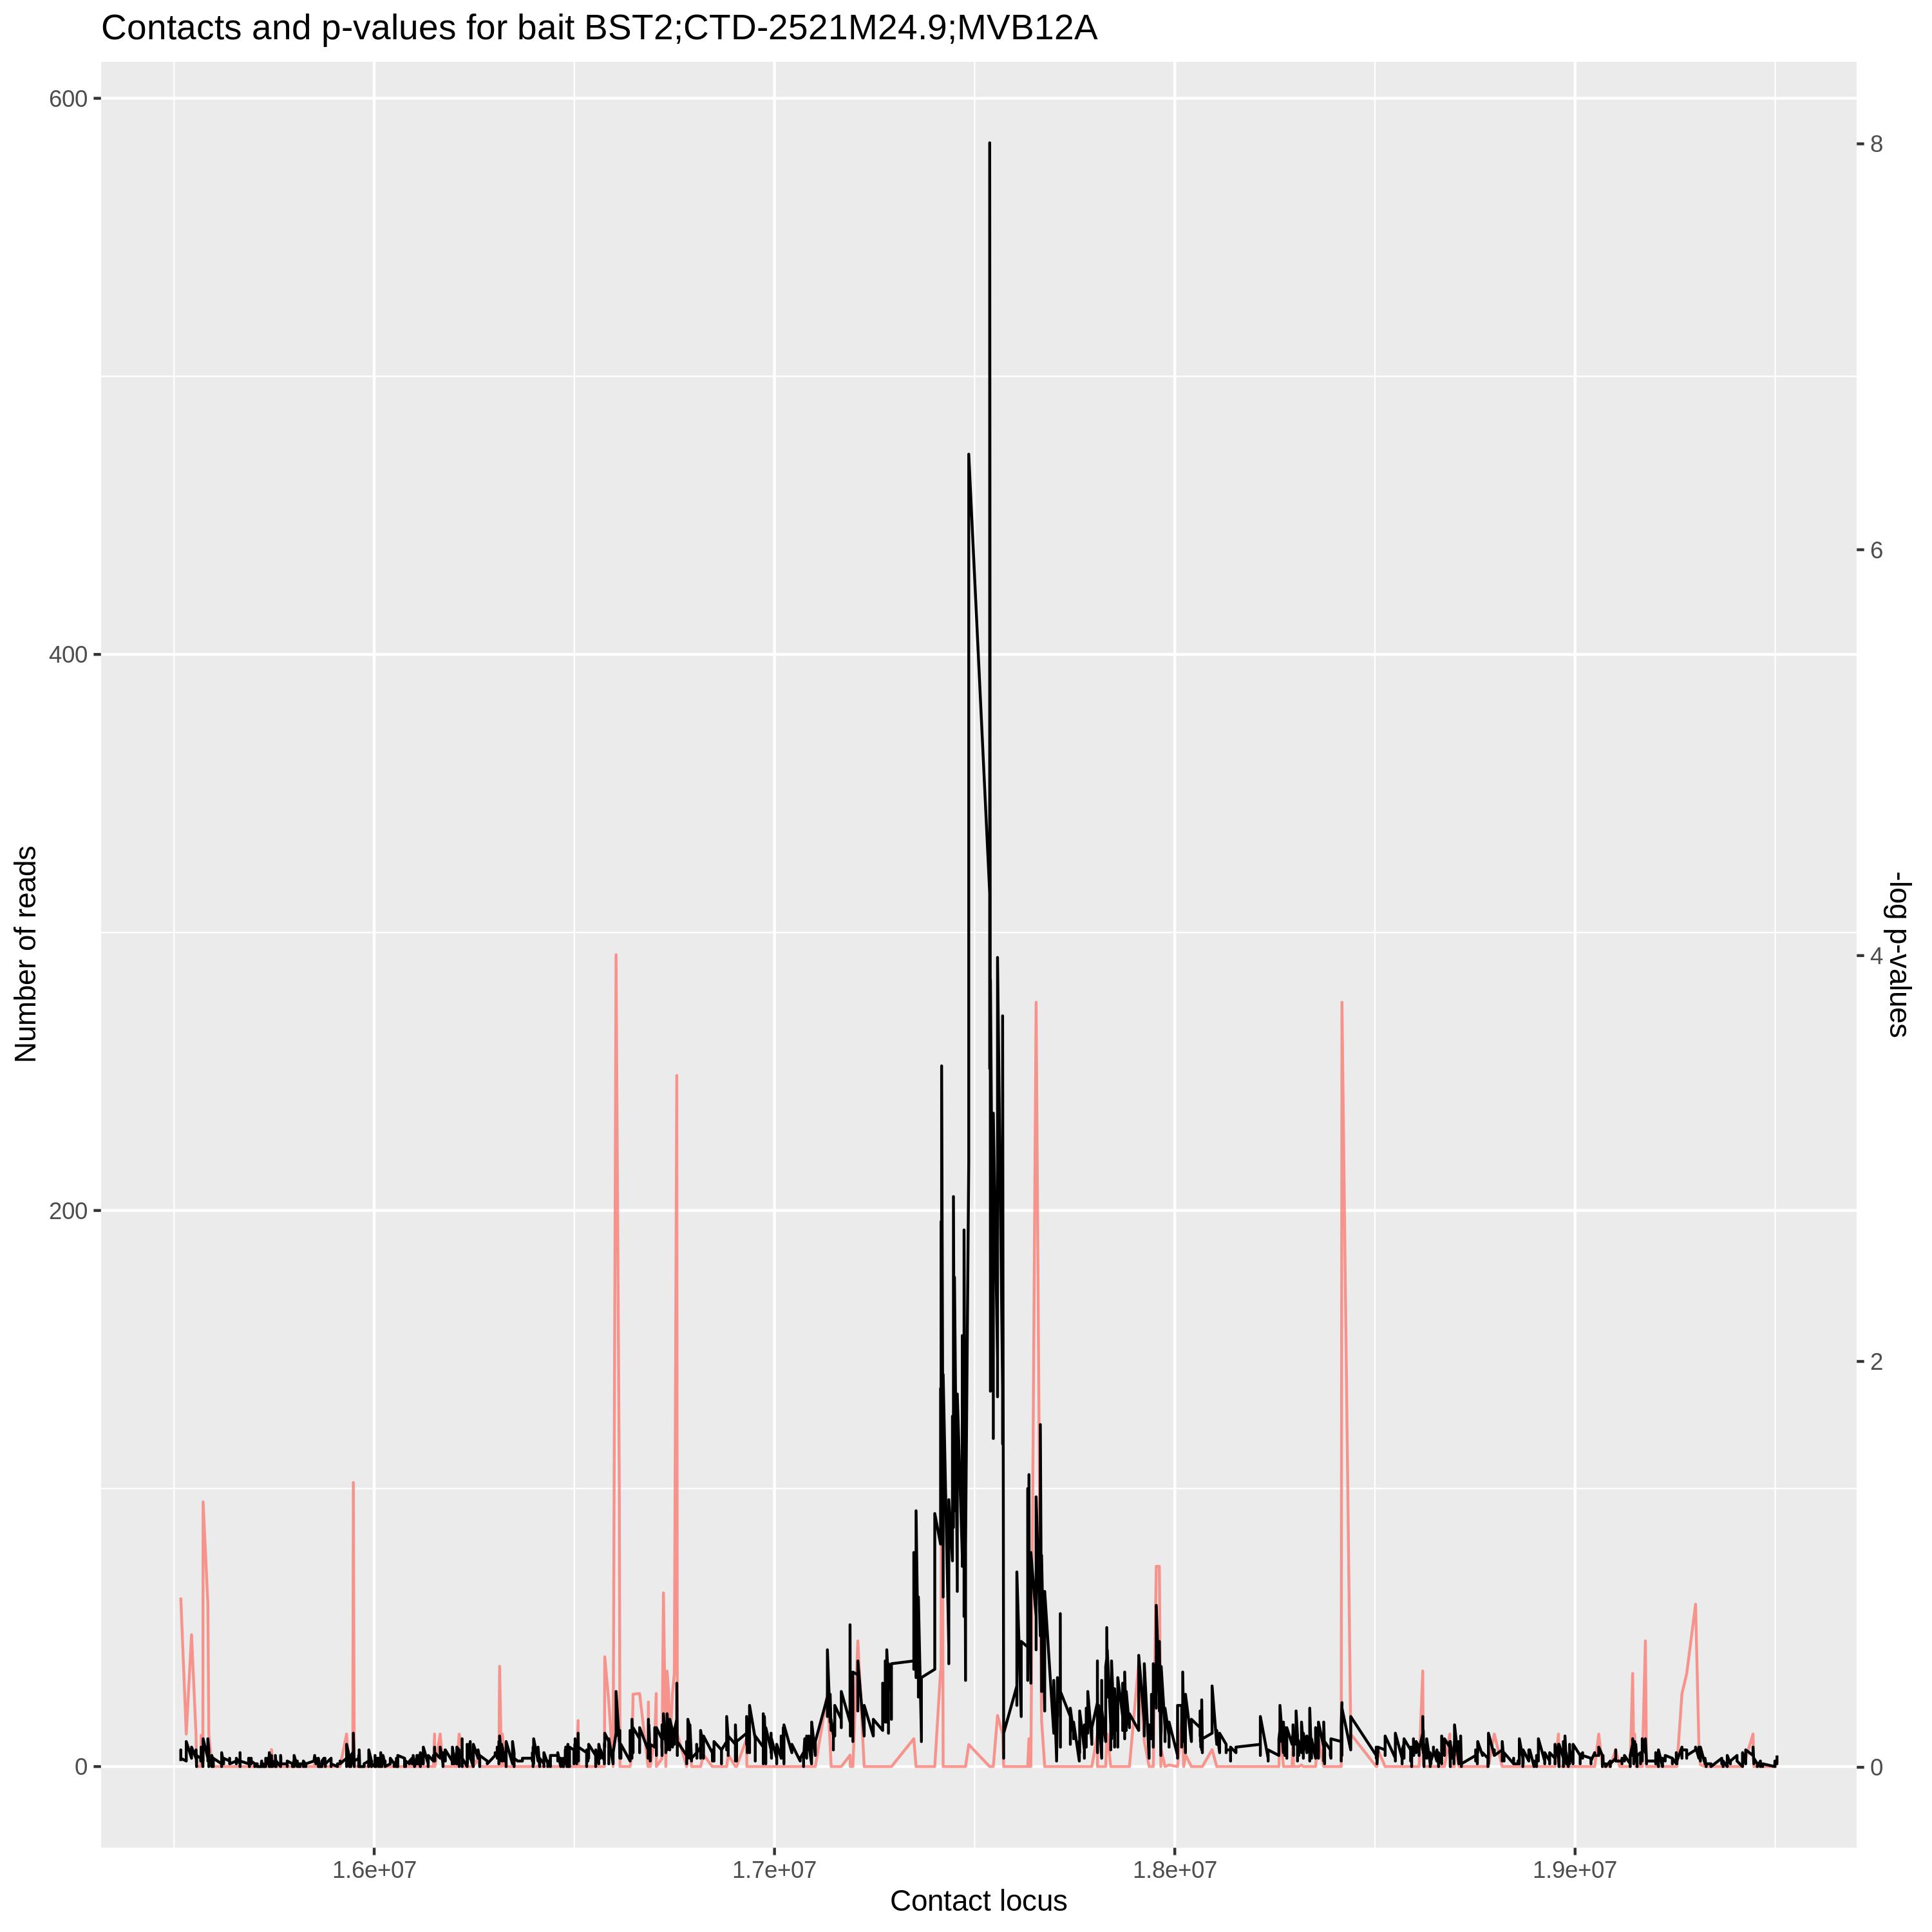 Contacts and p-values for bait BST2;CTD-2521M24.9;MVB12A
600
400
200
0
Number of reads
8
6
4
2
0
-log p-values
1.6e+07
1.7e+07
1.8e+07
1.9e+07
Contact locus